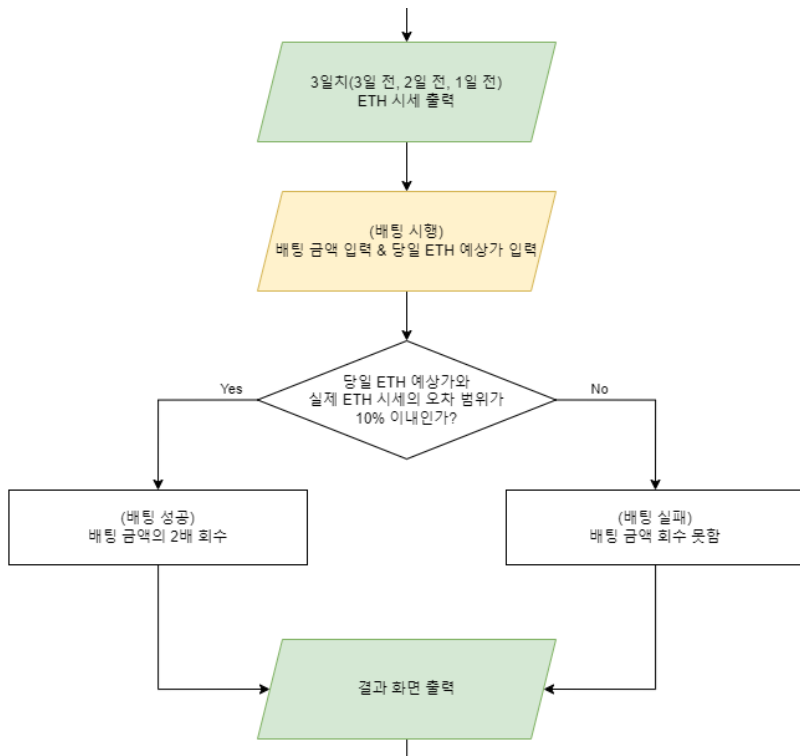 3일치(3일 전, 2일 전, 1일 전)
ETH 시세 출력
(배팅 시행)
배팅 금액 입력 & 당일 ETH 예상가 입력
당일 ETH 예상가와
실제 ETH 시세의 오차 범위가
10% 이내인가?
Yes
No
(배팅 성공)
배팅 금액의 2배 회수
(배팅 실패)
배팅 금액 회수 못함
결과 화면 출력